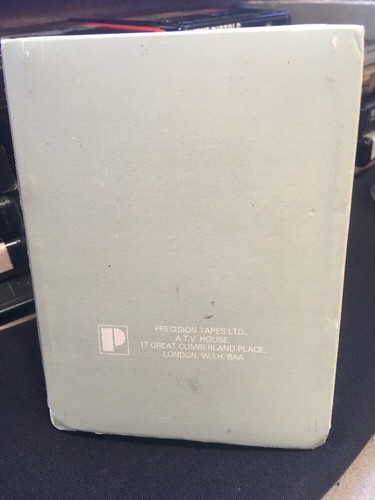 P
PRECISION TAPES LTD.,
A.T.V. HOUSE,
17 GREAT CUMBERLAND PLACE,
LONDON, W.1.H. 8AA